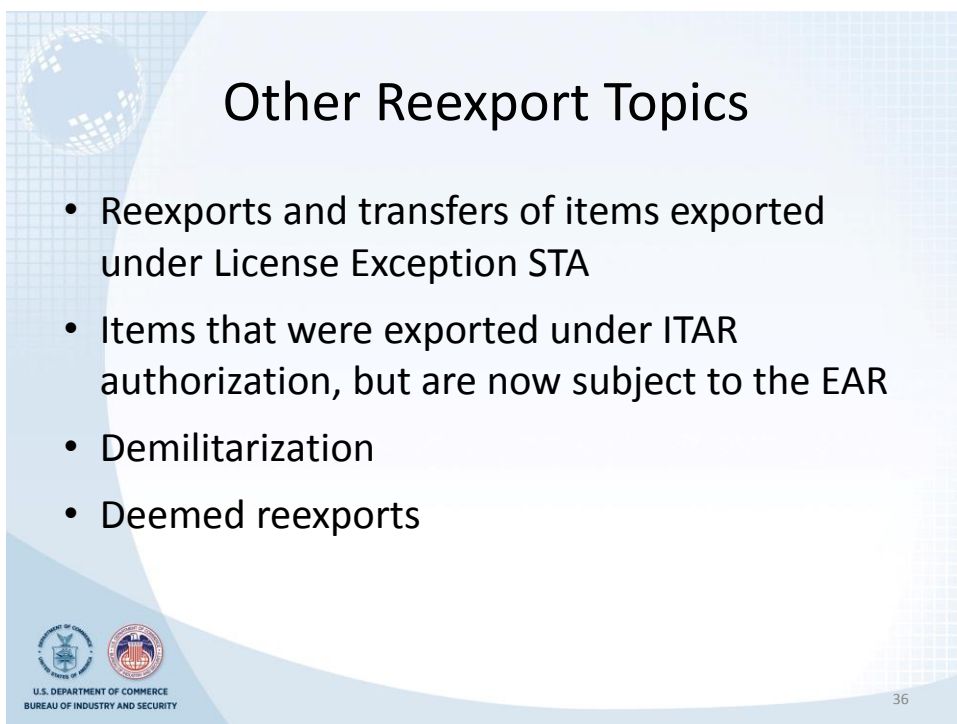 Other Reexport Topics
• Reexports and transfers of items exported
under License Exception STA
• Items that were exported under ITAR
authorization, but are now subject to the EAR
• Demilitarization
• Deemed reexports
U.S. DEPARTMENT OF COMMERCE
BUREAU OF INDUSTRY AND SECURITY
36